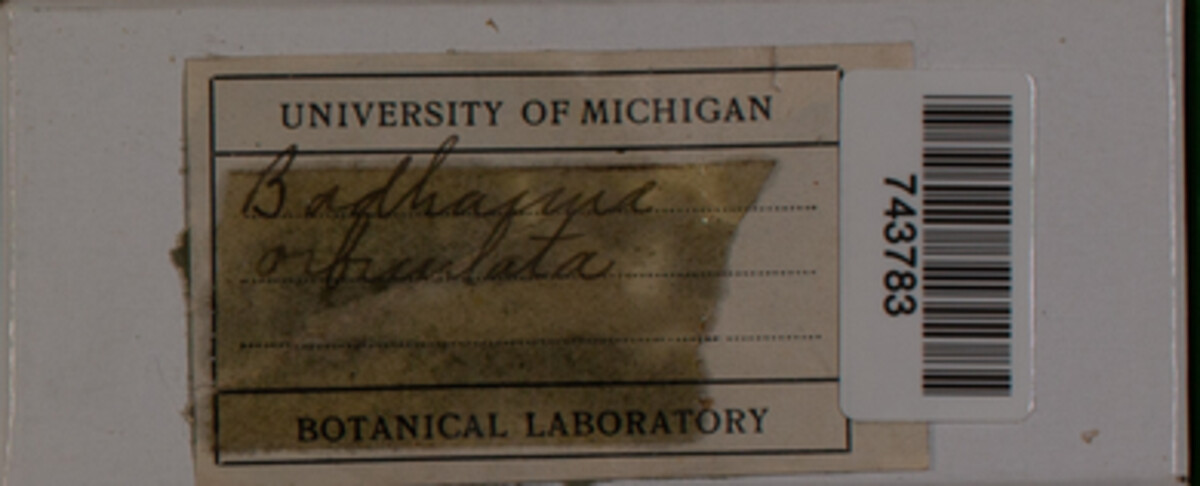 UNIVERSITY OF MICHIGAN
Badhamia
orbiculata
BOTANICAL LABORATORY
743783